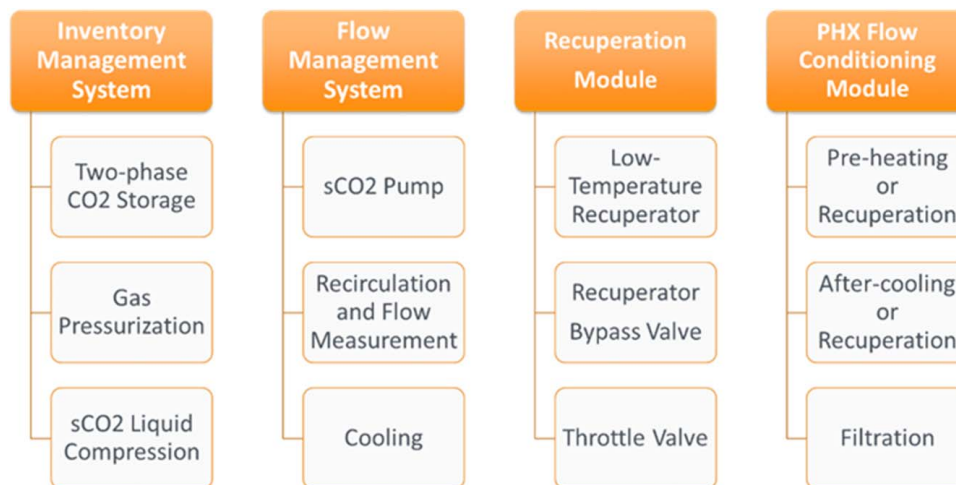 Inventory
Management
System
Two-phase
CO2 Storage
Gas
Pressurization
sCO2 Liquid
Compression
Flow
Management
System
sCO2 Pump
Recirculation
and Flow
Measurement
Cooling
Recuperation
Module
Low-
Temperature
Recuperator
Recuperator
Bypass Valve
Throttle Valve
PHX Flow
Conditioning
Module
Pre-heating
or
Recuperation
After-cooling
or
Recuperation
Filtration